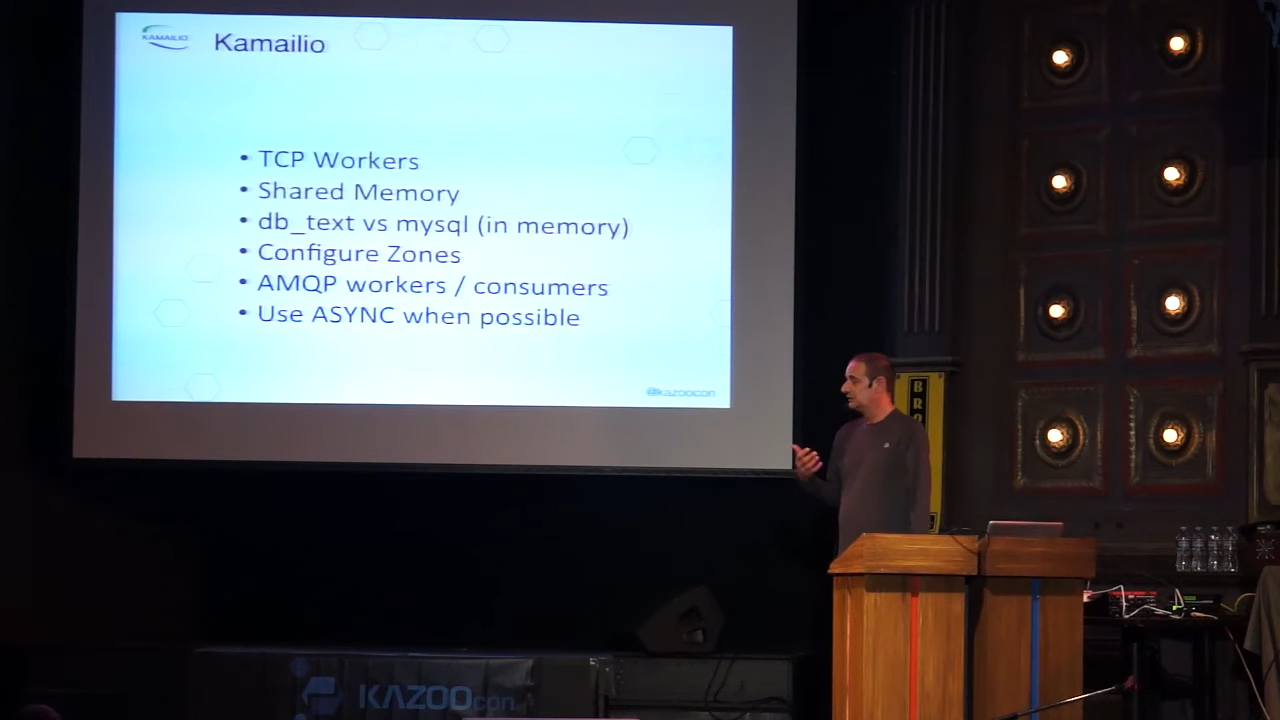 KAMAILIO
Kamailio
• TCP Workers
• Shared Memory
• db_text vs mysql (in memory)
• Configure Zones
• AMQP workers / consumers
• Use ASYNC when possible
@kazoocon
BRO
KAZOOcon